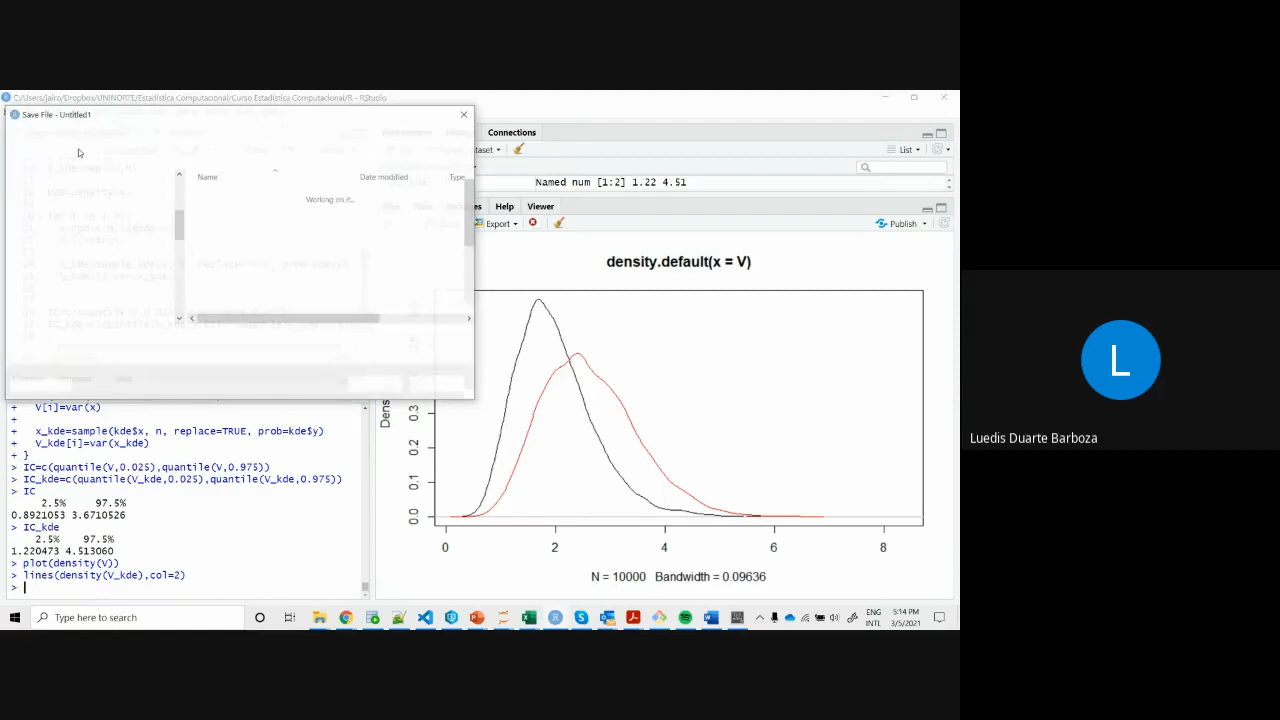 C:/Users/jairo/Dropbox/UNINORTE/Estadística Computacional/Curso Estadística Computacional/R - RStudio
Save File - Untitled1
Name
Date modified
Type
Working on it...
Connections
taset
List
Named num [1:2] 1.22 4.51
Help
Viewer
Export
Publish
density.default(x = V)
Dens
0.3
0.2
0.1
0.0
0
2
4
6
8
N = 10000 Bandwidth = 0.09636
+ V[i]=var(x)
+
+ x_kde=sample(kde$x, n, replace=TRUE, prob=kde$y)
+ V_kde[i]=var(x_kde)
+ }
> IC=c(quantile(V,0.025),quantile(V,0.975))
> IC_kde=c(quantile(V_kde,0.025),quantile(V_kde,0.975))
> IC
2.5% 97.5%
0.8921053 3.6710526
> IC_kde
2.5% 97.5%
1.220473 4.513060
> plot(density(V))
> lines(density(V_kde),col=2)
>
Type here to search
ENG
INTL
5:14 PM
3/5/2021
L
Luedis Duarte Barboza